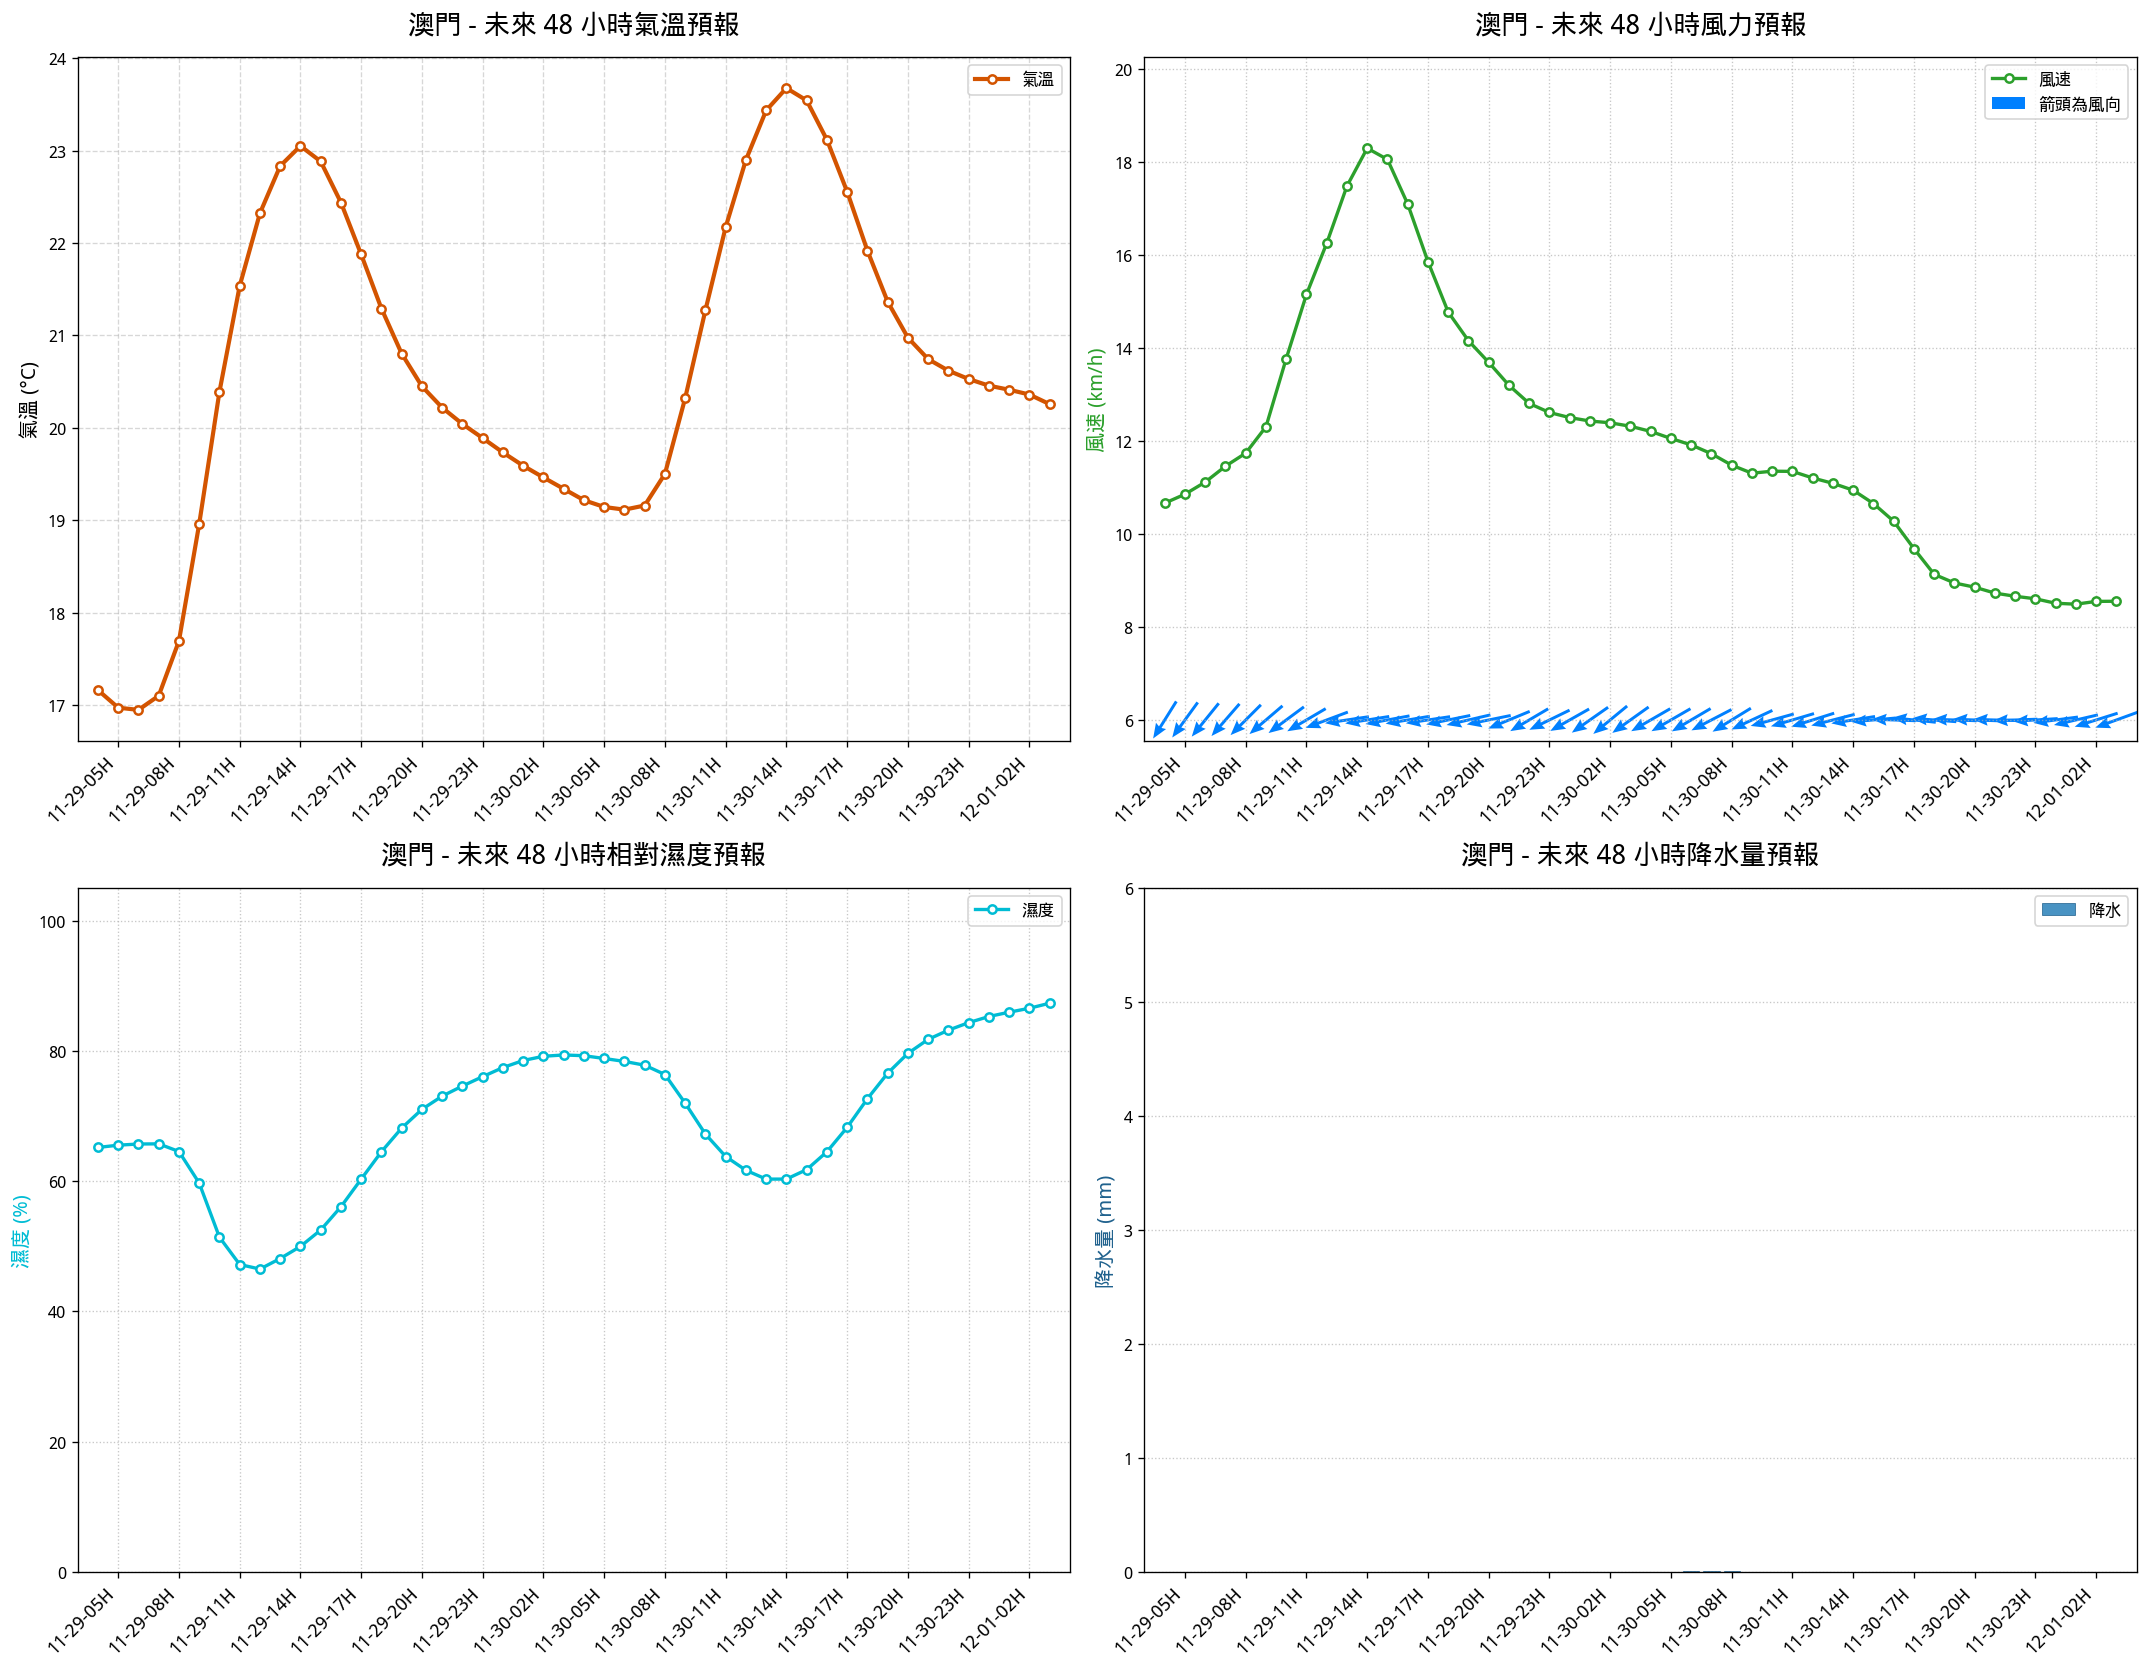 澳門 - 未來 48 小時氣溫預報
氣溫
氣溫 (°C)
24
23
22
21
20
19
18
17
11-29-05H
11-29-08H
11-29-11H
11-29-14H
11-29-17H
11-29-20H
11-29-23H
11-30-02H
11-30-05H
11-30-08H
11-30-11H
11-30-14H
11-30-17H
11-30-20H
11-30-23H
12-01-02H
澳門 - 未來 48 小時風力預報
風速
箭頭為風向
風速 (km/h)
20
18
16
14
12
10
8
6
11-29-05H
11-29-08H
11-29-11H
11-29-14H
11-29-17H
11-29-20H
11-29-23H
11-30-02H
11-30-05H
11-30-08H
11-30-11H
11-30-14H
11-30-17H
11-30-20H
11-30-23H
12-01-02H
澳門 - 未來 48 小時相對濕度預報
濕度
濕度 (%)
100
80
60
40
20
0
11-29-05H
11-29-08H
11-29-11H
11-29-14H
11-29-17H
11-29-20H
11-29-23H
11-30-02H
11-30-05H
11-30-08H
11-30-11H
11-30-14H
11-30-17H
11-30-20H
11-30-23H
12-01-02H
澳門 - 未來 48 小時降水量預報
降水
降水量 (mm)
6
5
4
3
2
1
0
11-29-05H
11-29-08H
11-29-11H
11-29-14H
11-29-17H
11-29-20H
11-29-23H
11-30-02H
11-30-05H
11-30-08H
11-30-11H
11-30-14H
11-30-17H
11-30-20H
11-30-23H
12-01-02H